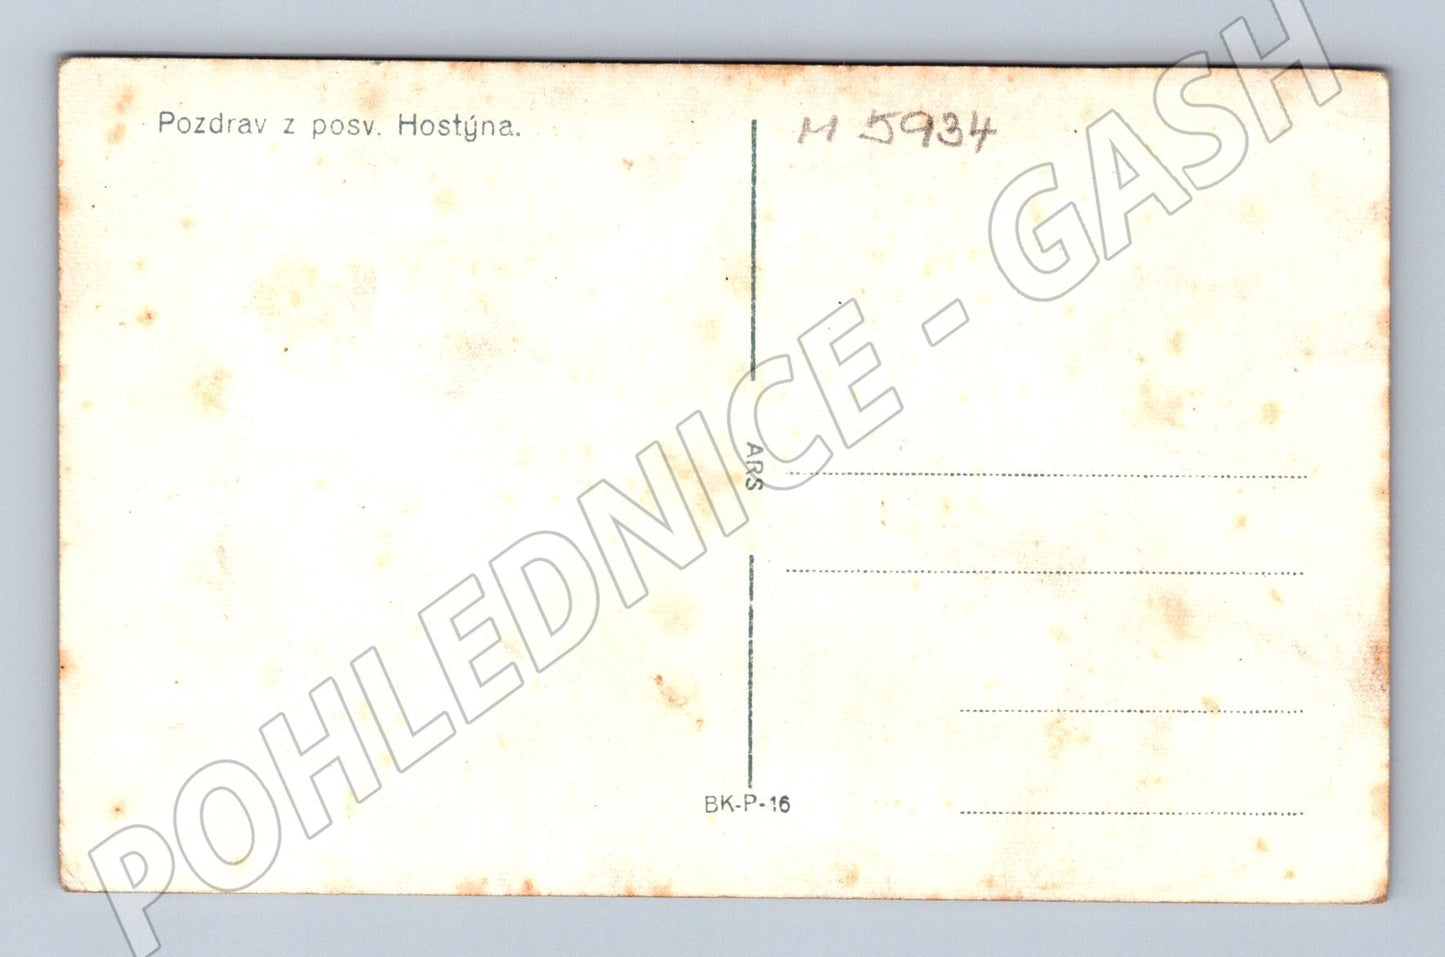 Pozdrav z posv. Hostýna.
M 5934
ARS
BK-P-16
POHLEDNICE - GASH